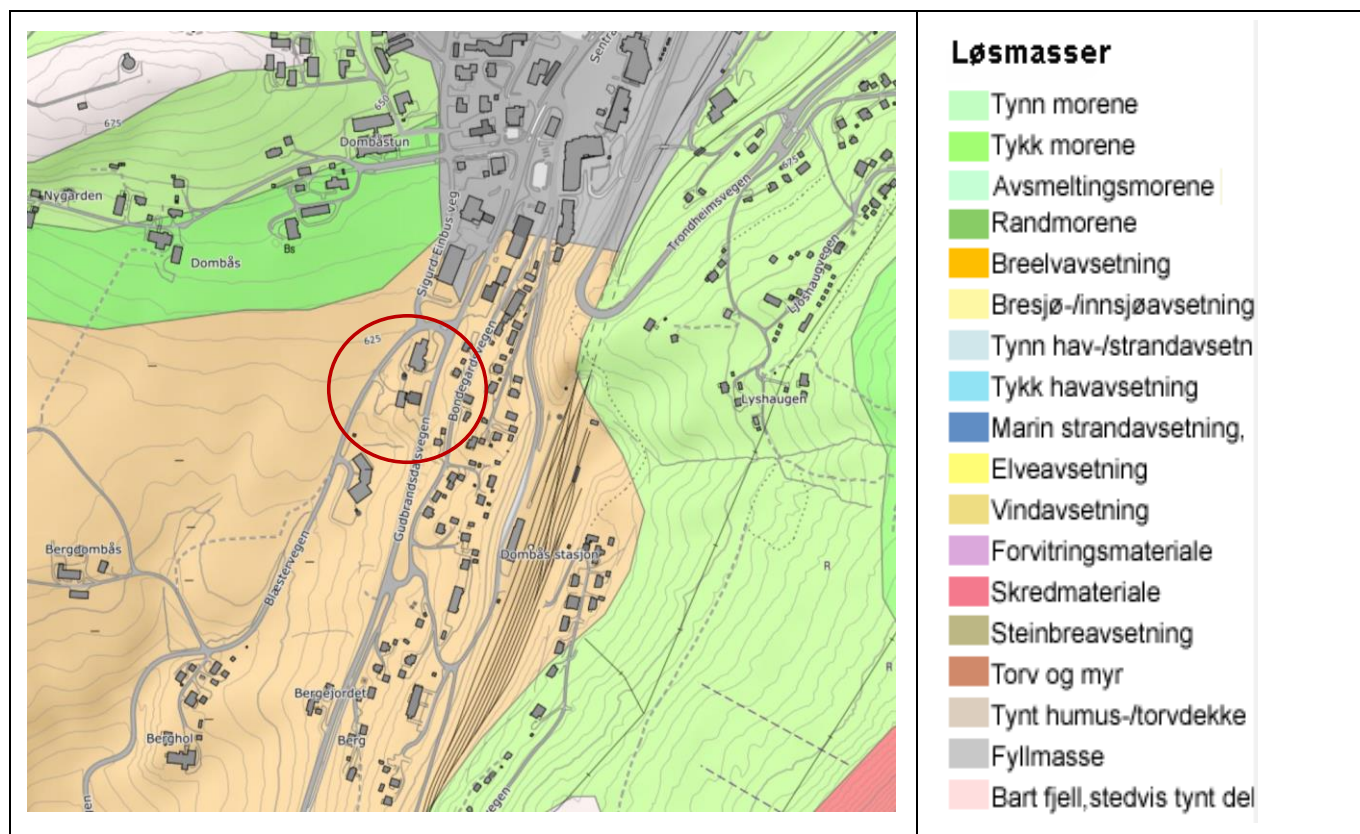 Sentra
675
650
Dombåstun
Nygarden
Bs
Dombås
Sigurd Einbus veg
Trondheimsvegen
675
Ljoshaugvegen
625
Bondegardsvegen
Lyshaugen
Gudbrandsdalsvegen
Dombås stasjon
Bergdombås
Blæstervegen
R
R
Bergejordet
Berg
Berghol
Løsmasser
Tynn morene
Tykk morene
Avsmeltingsmorene
Randmorene
Breelvavsetning
Bresjø-/innsjøavsetning
Tynn hav-/strandavsetn
Tykk havavsetning
Marin strandavsetning,
Elveavsetning
Vindavsetning
Forvitringsmateriale
Skredmateriale
Steinbreavsetning
Torv og myr
Tynt humus-/torvdekke
Fyllmasse
Bart fjell,stedvis tynt del